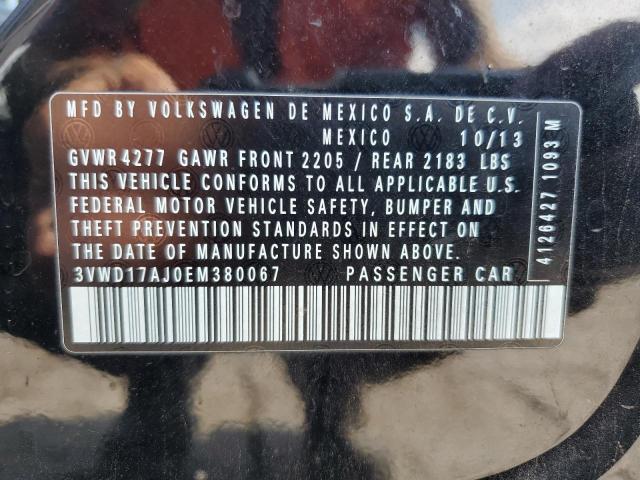 MFD BY VOLKSWAGEN DE MEXICO S.A. DE C.V.
MEXICO 10/13
GVWR 4277 GAWR FRONT 2205 / REAR 2183 LBS
THIS VEHICLE CONFORMS TO ALL APPLICABLE U.S.
FEDERAL MOTOR VEHICLE SAFETY, BUMPER AND
THEFT PREVENTION STANDARDS IN EFFECT ON
THE DATE OF MANUFACTURE SHOWN ABOVE.
3VWD17AJ0EM380067 PASSENGER CAR
4126427 1093 M